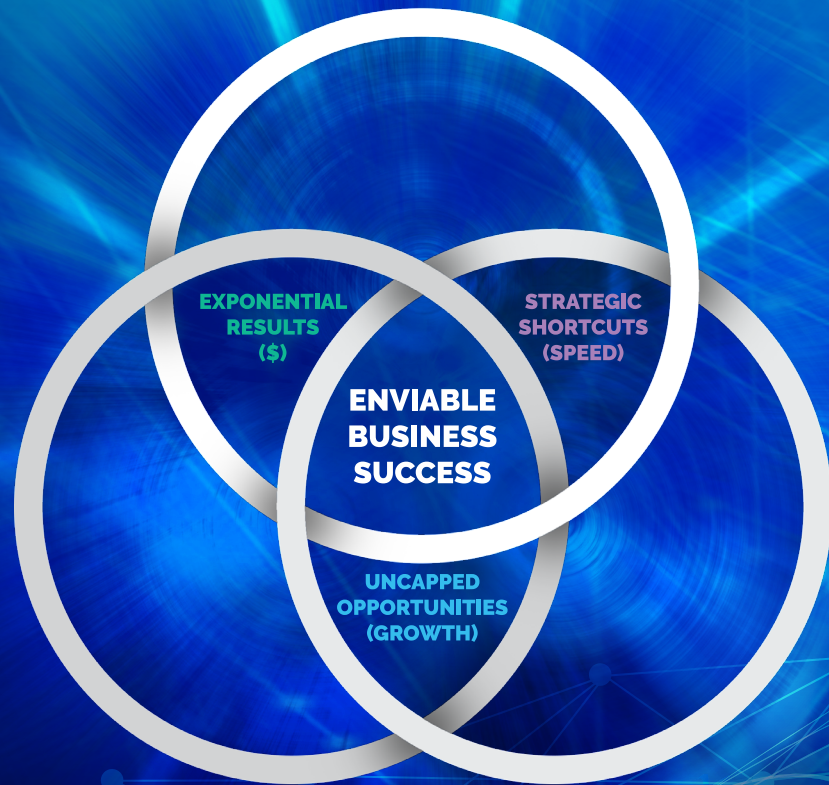 EXPONENTIAL
RESULTS
($)
STRATEGIC
SHORTCUTS
(SPEED)
ENVIABLE
BUSINESS
SUCCESS
UNCAPPED
OPPORTUNITIES
(GROWTH)